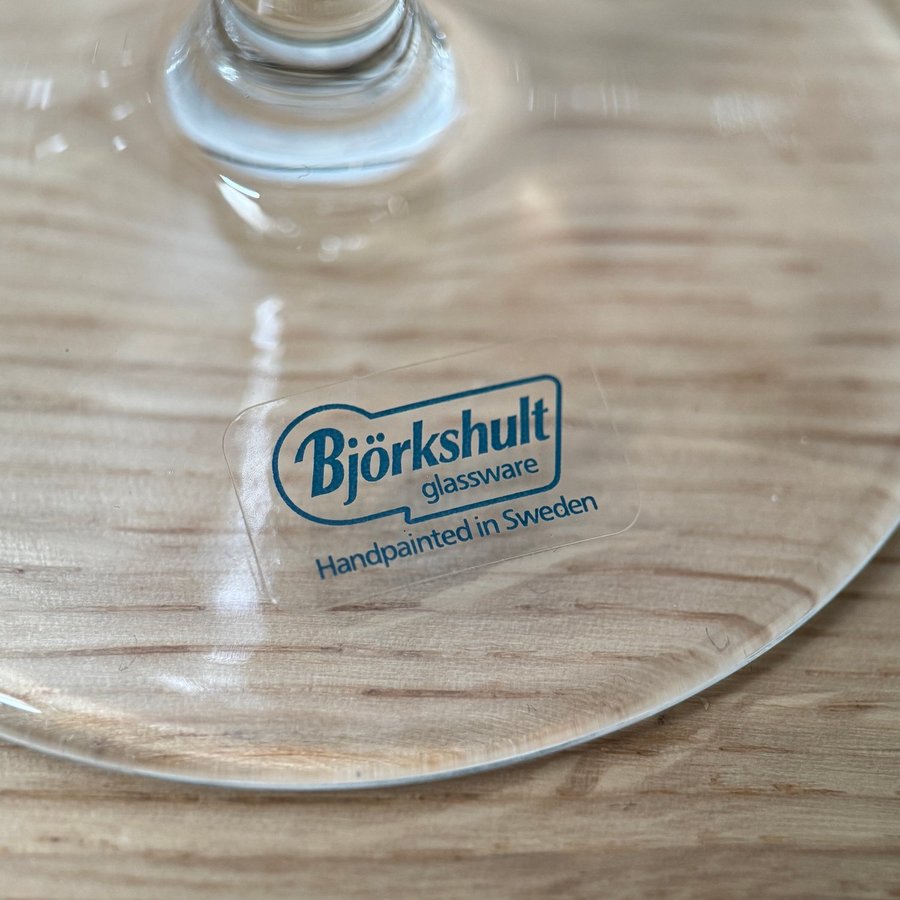 Björkshult
glassware
Handpainted in Sweden